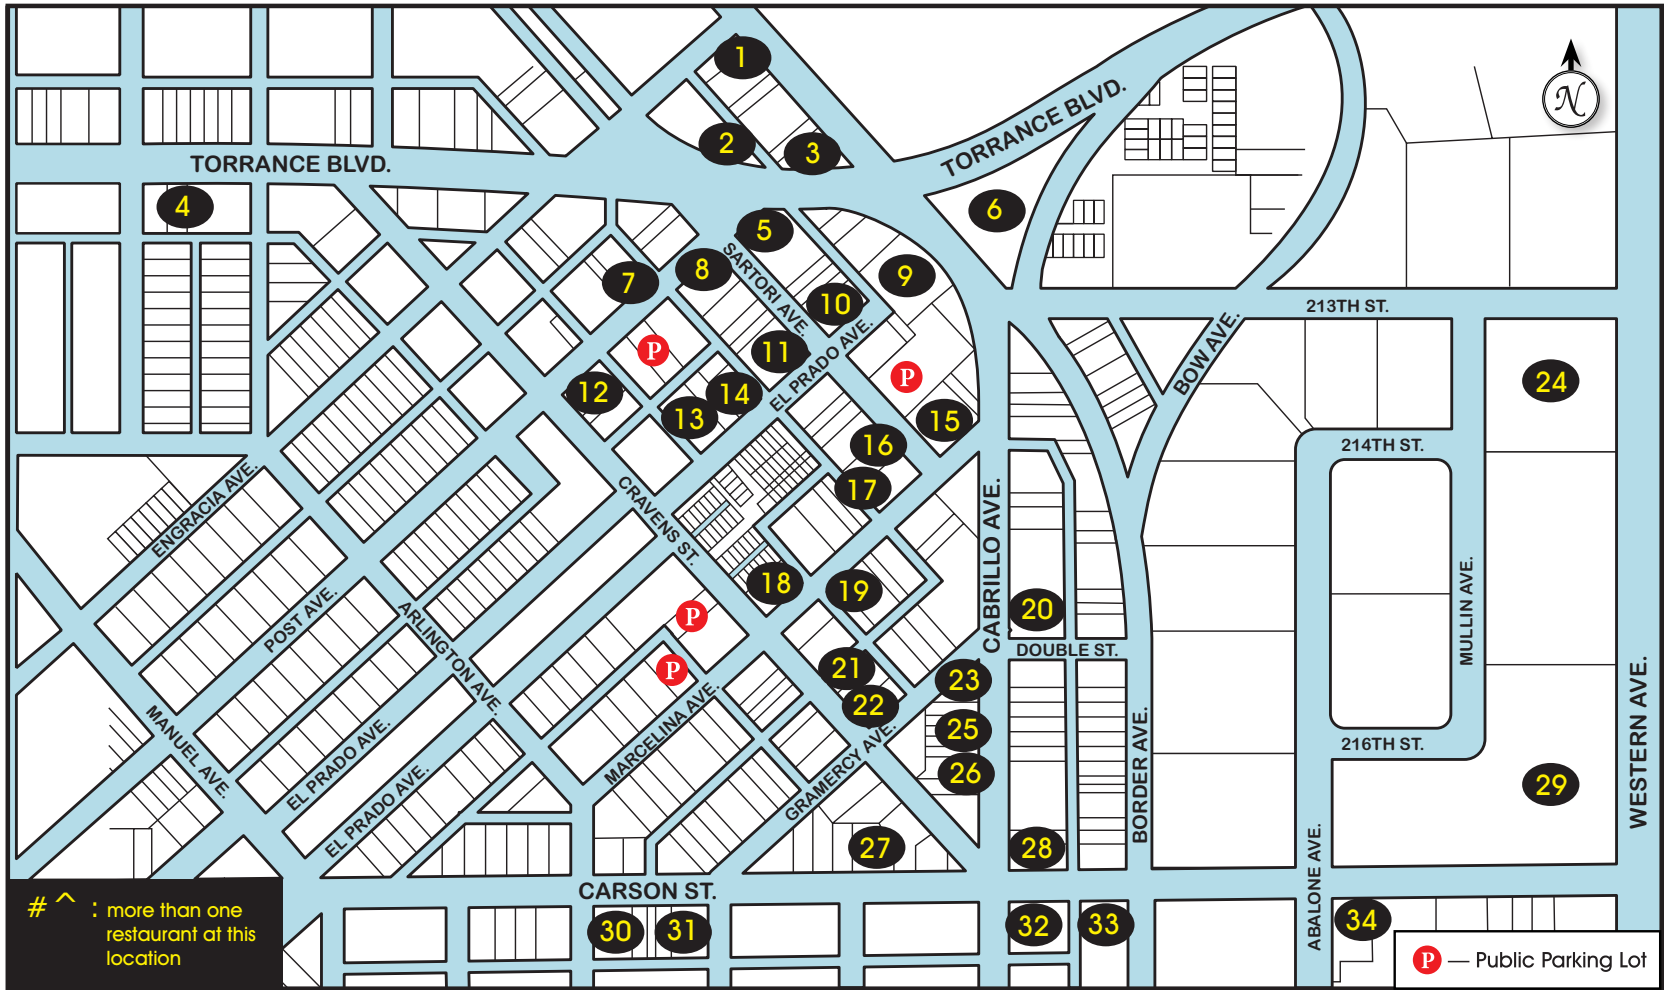 1
2
3
N
TORRANCE BLVD.
TORRANCE BLVD.
4
5
6
7
8
SARTORI AVE.
9
10
213TH ST.
11
EL PRADO AVE.
BOW AVE.
P
P
12
13
14
15
24
16
17
214TH ST.
ENGRACIA AVE.
CRAVENS ST.
CABRILLO AVE.
18
19
20
POST AVE.
ARLINGTON AVE.
P
P
DOUBLE ST.
MULLIN AVE.
WESTERN AVE.
21
22
23
25
26
MANUEL AVE.
EL PRADO AVE.
EL PRADO AVE.
MARCELINA AVE.
GRAMERCY AVE.
BORDER AVE.
216TH ST.
29
27
28
ABALONE AVE.
CARSON ST.
30
31
32
33
34
# ^ : more than one
restaurant at this
location
P — Public Parking Lot